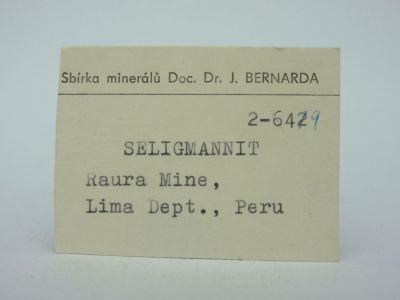 Sbírka minerálů Doc. Dr. J. BERNARDA
2-6429
SELIGMANNIT
Raura Mine,
Lima Dept., Peru